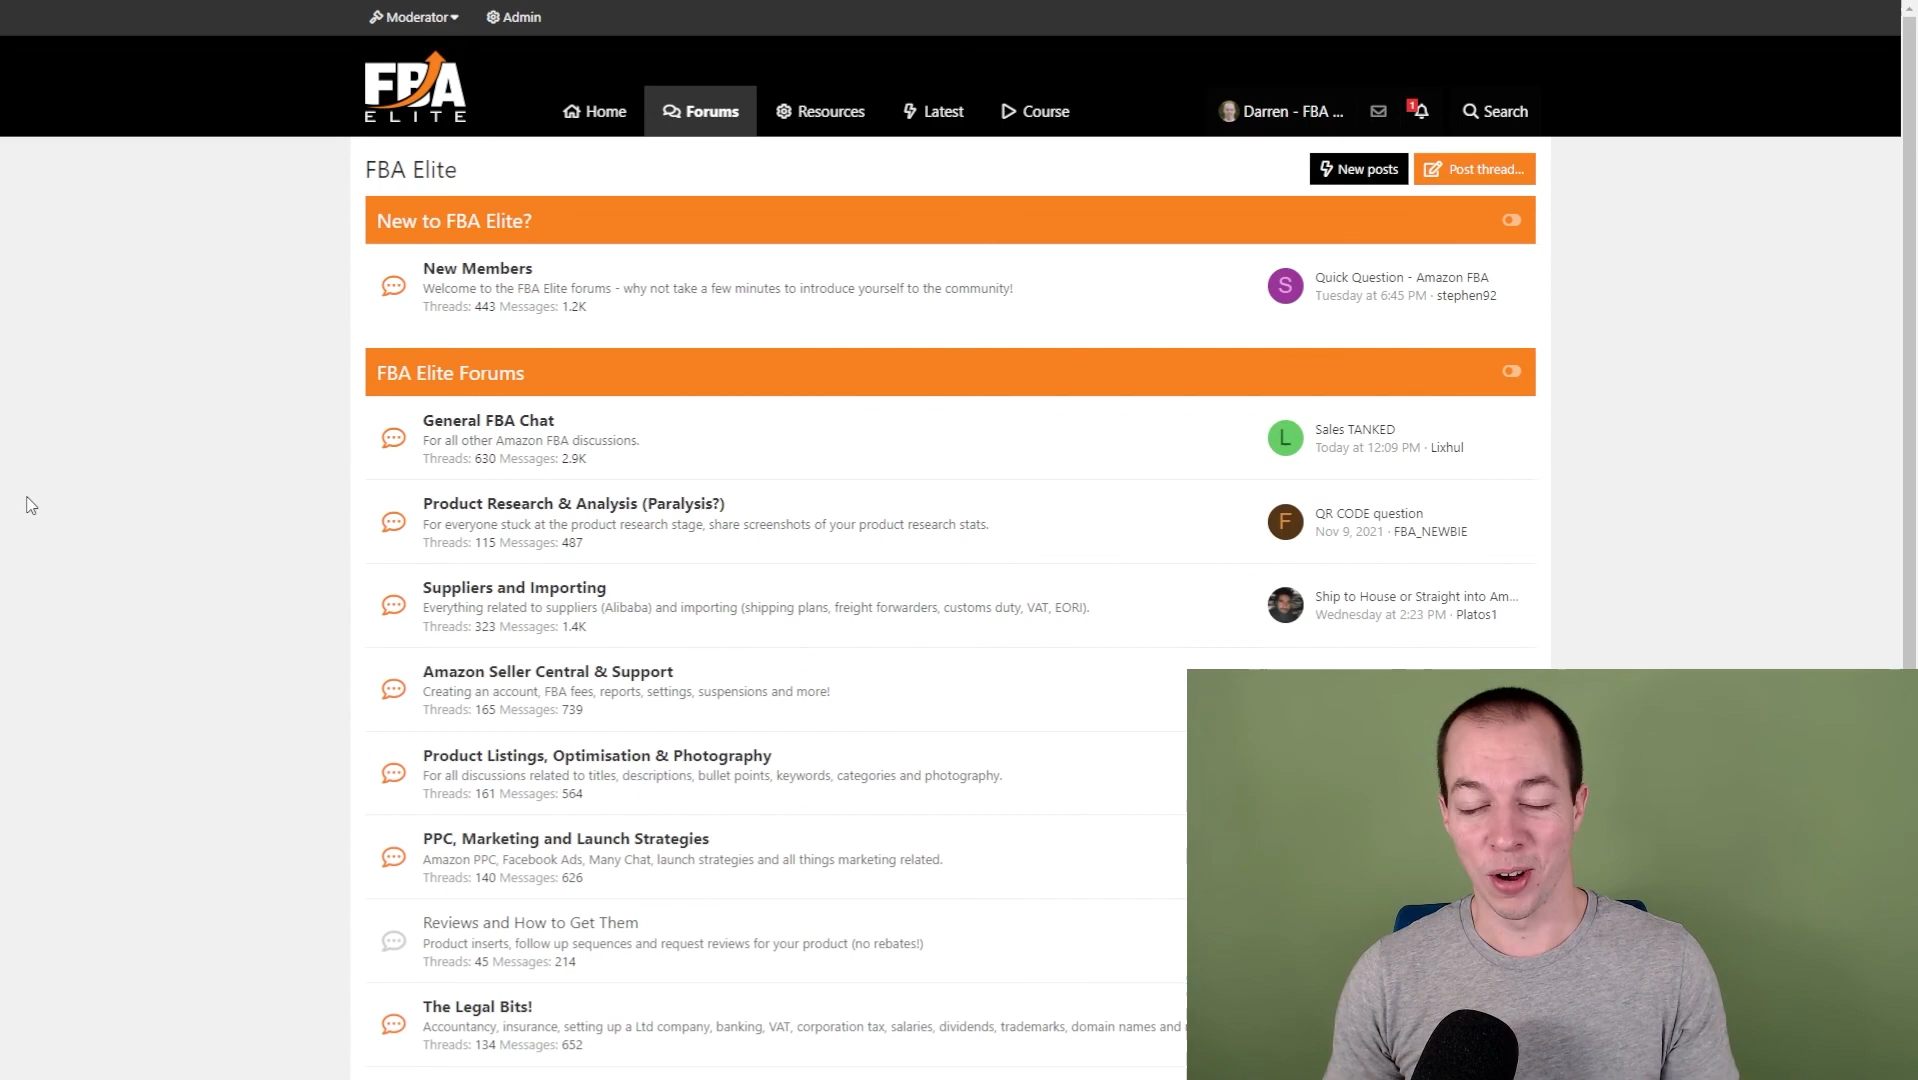 Moderator
Admin
FBA
ELITE
Home
Forums
Resources
Latest
Course
Darren - FBA ...
1
Search
FBA Elite
New posts
Post thread...
New to FBA Elite?
New Members
Welcome to the FBA Elite forums - why not take a few minutes to introduce yourself to the community!
Threads: 443 Messages: 1.2K
S
Quick Question - Amazon FBA
Tuesday at 6:45 PM · stephen92
FBA Elite Forums
General FBA Chat
For all other Amazon FBA discussions.
Threads: 630 Messages: 2.9K
L
Sales TANKED
Today at 12:09 PM · Lixhul
Product Research & Analysis (Paralysis?)
For everyone stuck at the product research stage, share screenshots of your product research stats.
Threads: 115 Messages: 487
F
QR CODE question
Nov 9, 2021 · FBA_NEWBIE
Suppliers and Importing
Everything related to suppliers (Alibaba) and importing (shipping plans, freight forwarders, customs duty, VAT, EORI).
Threads: 323 Messages: 1.4K
Ship to House or Straight into Am...
Wednesday at 2:23 PM · Platos1
Amazon Seller Central & Support
Creating an account, FBA fees, reports, settings, suspensions and more!
Threads: 165 Messages: 739
Product Listings, Optimisation & Photography
For all discussions related to titles, descriptions, bullet points, keywords, categories and photography.
Threads: 161 Messages: 564
PPC, Marketing and Launch Strategies
Amazon PPC, Facebook Ads, Many Chat, launch strategies and all things marketing related.
Threads: 140 Messages: 626
Reviews and How to Get Them
Product inserts, follow up sequences and request reviews for your product (no rebates!)
Threads: 45 Messages: 214
The Legal Bits!
Accountancy, insurance, setting up a Ltd company, banking, VAT, corporation tax, salaries, dividends, trademarks, domain names and
Threads: 134 Messages: 652